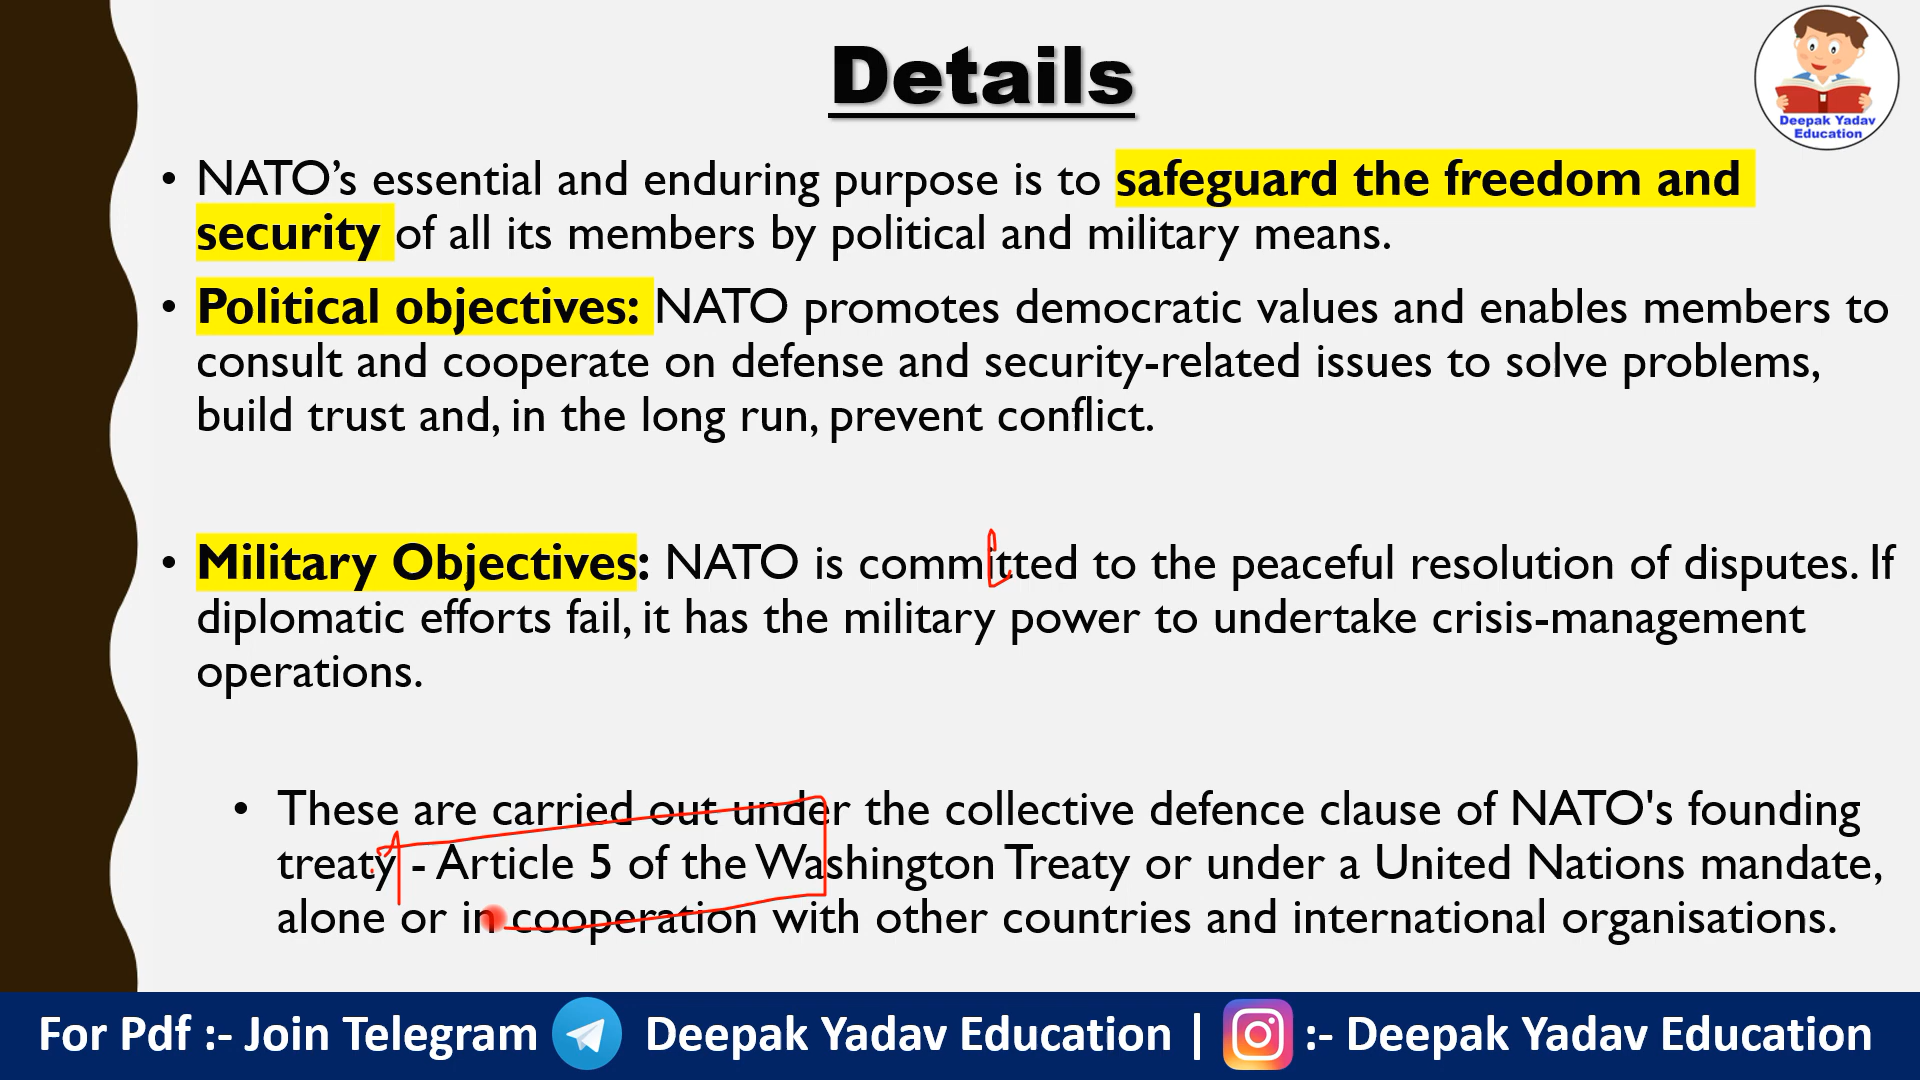 Details
Deepak Yadav
Education
• NATO’s essential and enduring purpose is to safeguard the freedom and
security of all its members by political and military means.
• Political objectives: NATO promotes democratic values and enables members to
consult and cooperate on defense and security-related issues to solve problems,
build trust and, in the long run, prevent conflict.
• Military Objectives: NATO is committed to the peaceful resolution of disputes. If
diplomatic efforts fail, it has the military power to undertake crisis-management
operations.
• These are carried out under the collective defence clause of NATO's founding
treaty - Article 5 of the Washington Treaty or under a United Nations mandate,
alone or in cooperation with other countries and international organisations.
For Pdf :- Join Telegram Deepak Yadav Education | :- Deepak Yadav Education